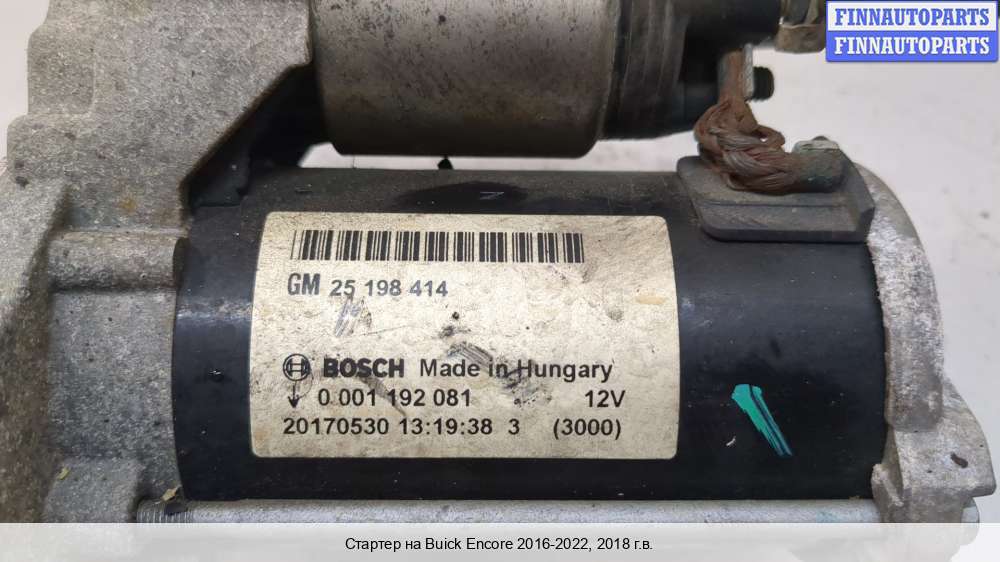 FINNAUTOPARTS
FINNAUTOPARTS
GM 25 198 414
BOSCH Made in Hungary
0 001 192 081 12V
20170530 13:19:38 3 (3000)
Стартер на Buick Encore 2016-2022, 2018 г.в.